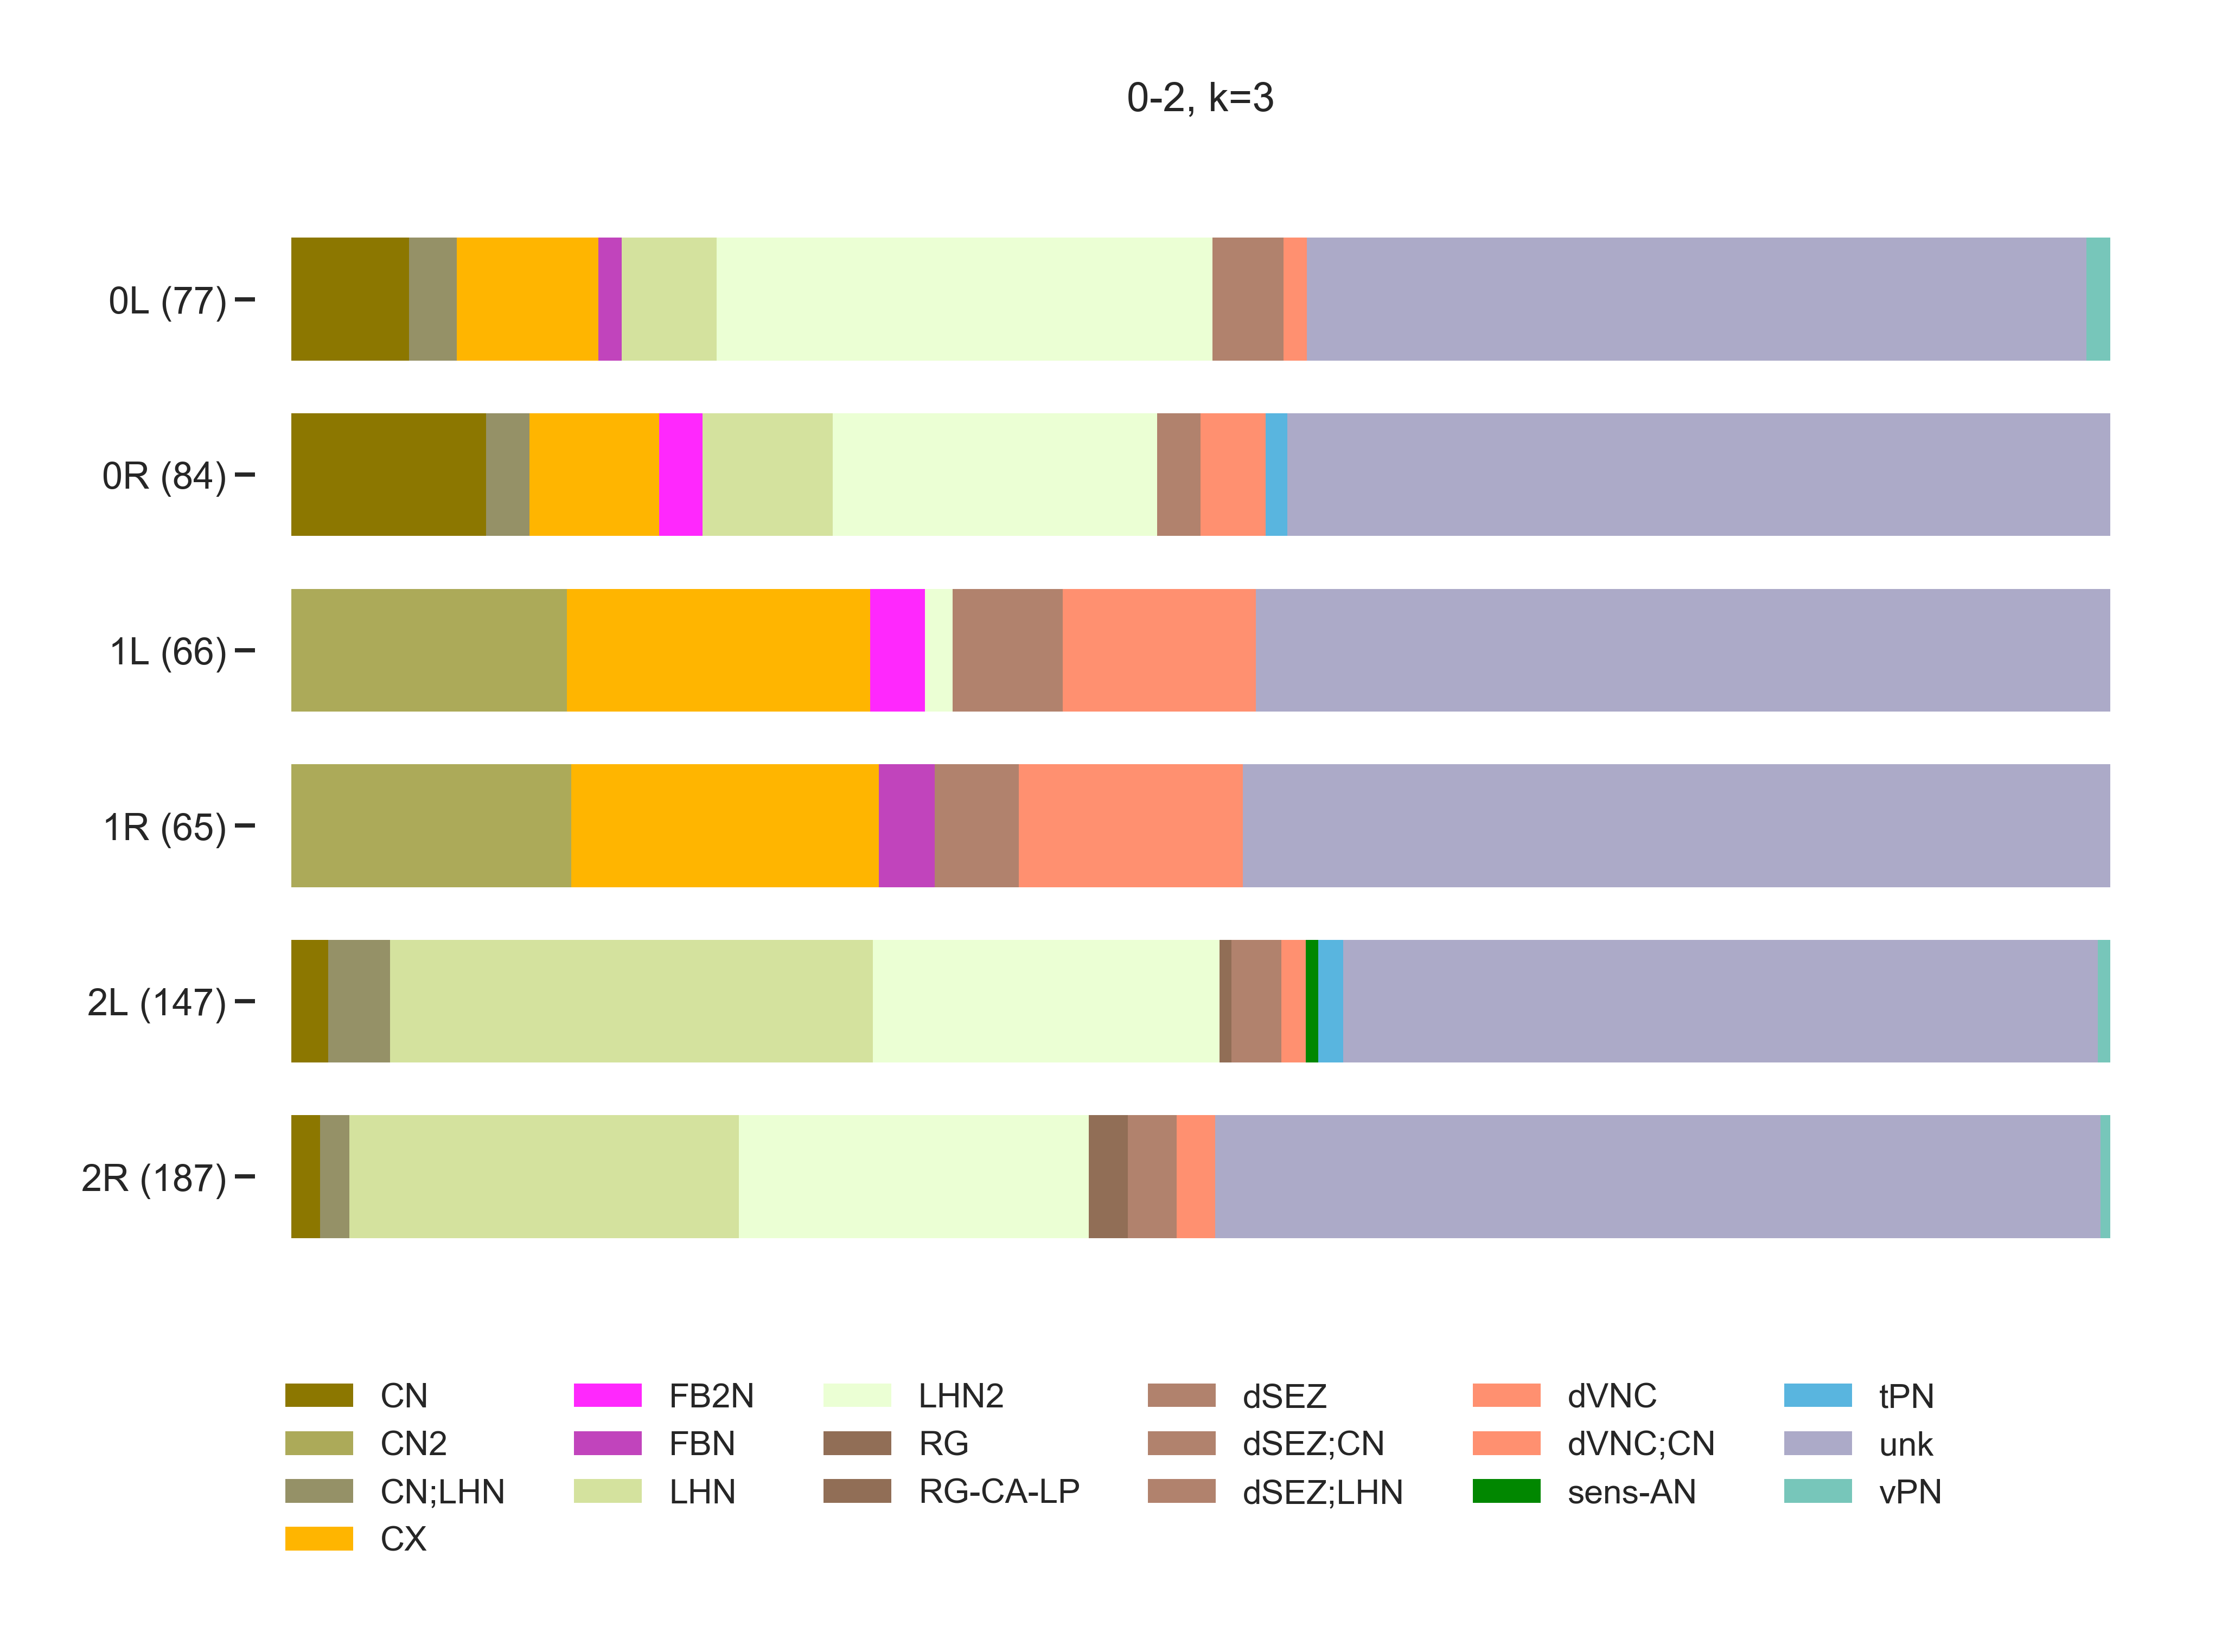 0-2, k=3
0L (77)
0R (84)
1L (66)
1R (65)
2L (147)
2R (187)
CN FB2N LHN2 dSEZ dVNC tPN
CN2 FBN RG dSEZ;CN dVNC;CN unk
CN;LHN LHN RG-CA-LP dSEZ;LHN sens-AN vPN
CX